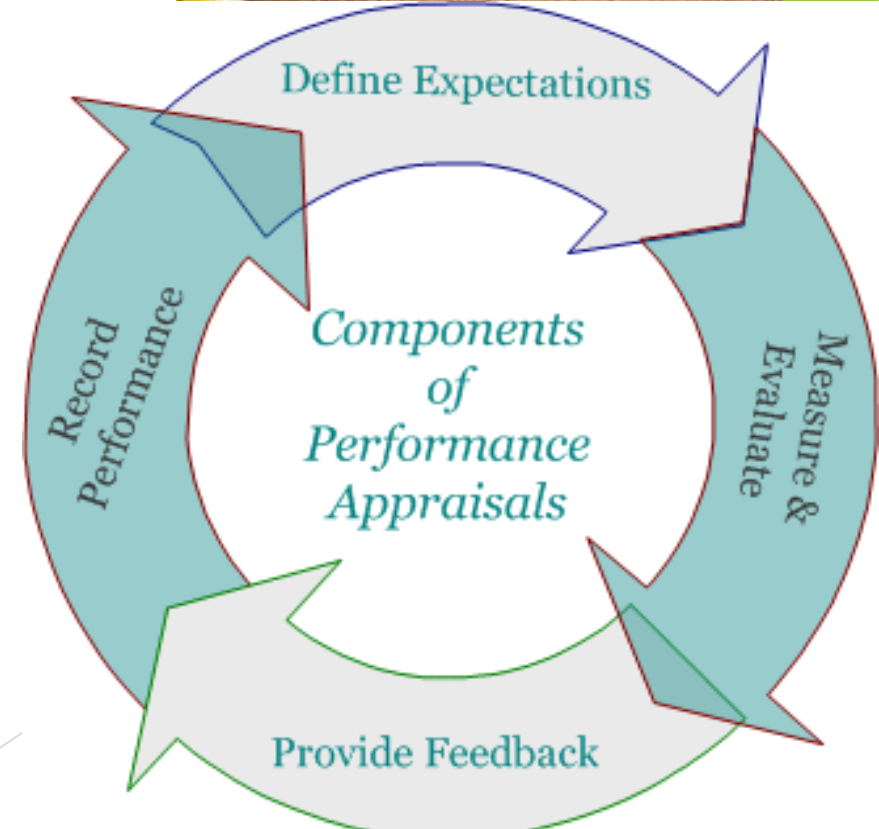 Define Expectations
Measure &
Evaluate
Provide Feedback
Record
Performance
Components
of
Performance
Appraisals